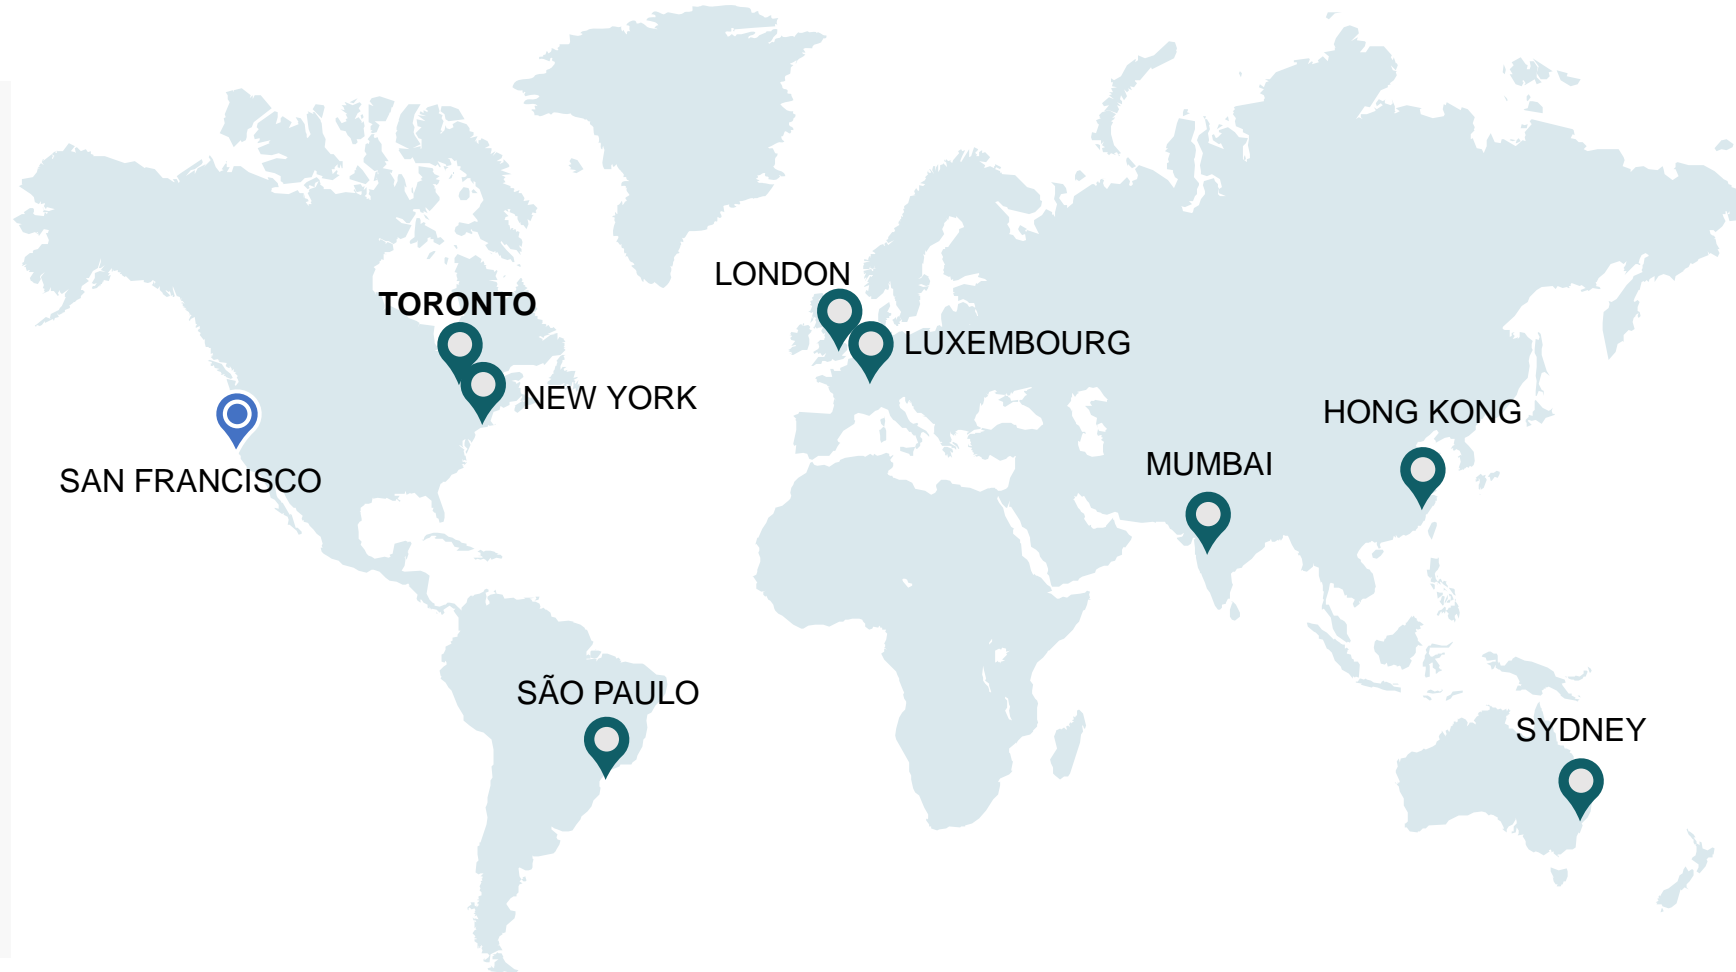 LONDON
TORONTO
LUXEMBOURG
NEW YORK
HONG KONG
MUMBAI
SAN FRANCISCO
SÃO PAULO
SYDNEY